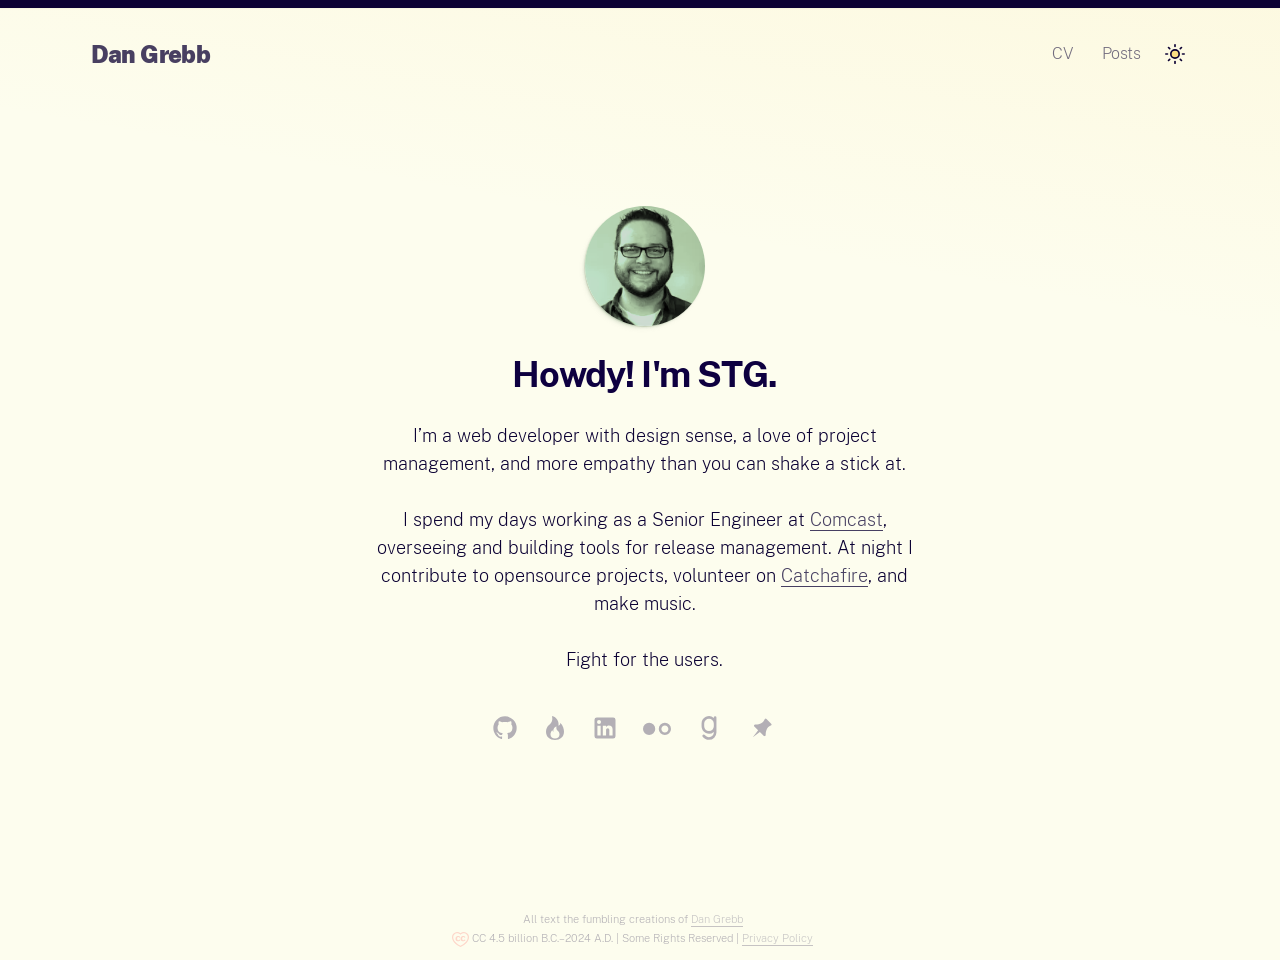 Dan Grebb
CV
Posts
Howdy! I'm STG.
I’m a web developer with design sense, a love of project
management, and more empathy than you can shake a stick at.
I spend my days working as a Senior Engineer at Comcast,
overseeing and building tools for release management. At night I
contribute to opensource projects, volunteer on Catchafire, and
make music.
Fight for the users.
All text the fumbling creations of Dan Grebb
CC 4.5 billion B.C.–2024 A.D. | Some Rights Reserved | Privacy Policy